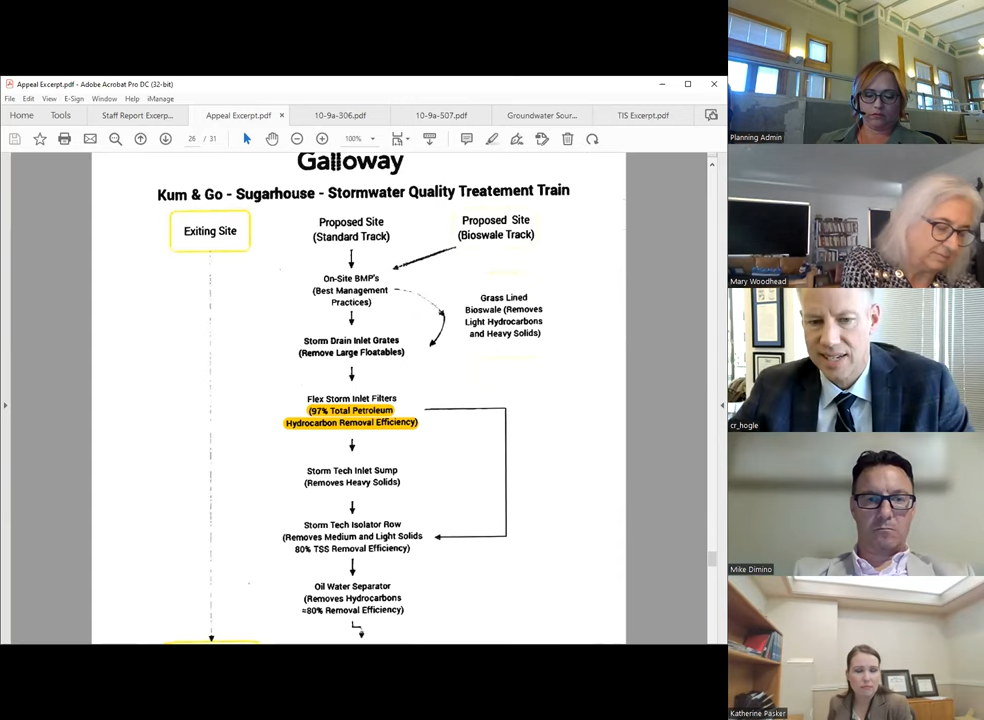 Appeal Excerpt.pdf - Adobe Acrobat Pro DC (32-bit)
File Edit View E-Sign Window Help iManage
Home Tools Staff Report Excerp... Appeal Excerpt.pdf × 10-9a-306.pdf 10-9a-507.pdf Groundwater Sour... TIS Excerpt.pdf
26 / 31 100%
Galloway
Kum & Go - Sugarhouse - Stormwater Quality Treatement Train
Exiting Site
Proposed Site
(Standard Track)
Proposed Site
(Bioswale Track)
On-Site BMP's
(Best Management
Practices)
Grass Lined
Bioswale (Removes
Light Hydrocarbons
and Heavy Solids)
Storm Drain Inlet Grates
(Remove Large Floatables)
Flex Storm Inlet Filters
(97% Total Petroleum
Hydrocarbon Removal Efficiency)
Storm Tech Inlet Sump
(Removes Heavy Solids)
Storm Tech Isolator Row
(Removes Medium and Light Solids
80% TSS Removal Efficiency)
Oil Water Separator
(Removes Hydrocarbons
≈80% Removal Efficiency)
Planning Admin
Mary Woodhead
cr_hogle
Mike Dimino
Katherine Pasker